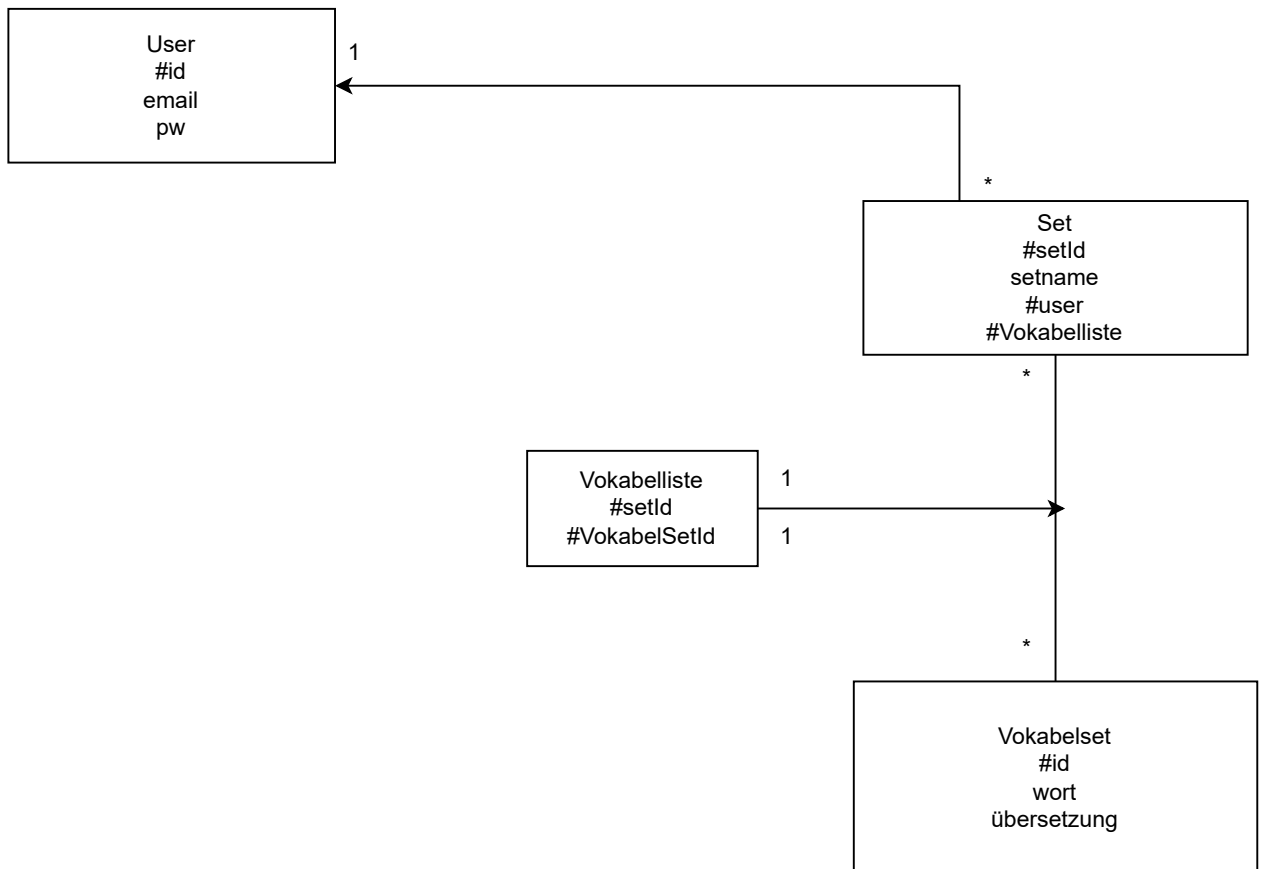 User
#id
email
pw
1
*
Set
#setId
setname
#user
#Vokabelliste
*
Vokabelliste
#setId
#VokabelSetId
1
1
*
Vokabelset
#id
wort
übersetzung